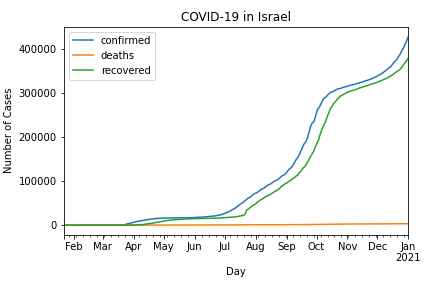 COVID-19 in Israel
confirmed
deaths
recovered
400000
300000
200000
100000
0
Number of Cases
Feb Mar Apr May Jun Jul Aug Sep Oct Nov Dec Jan
2021
Day